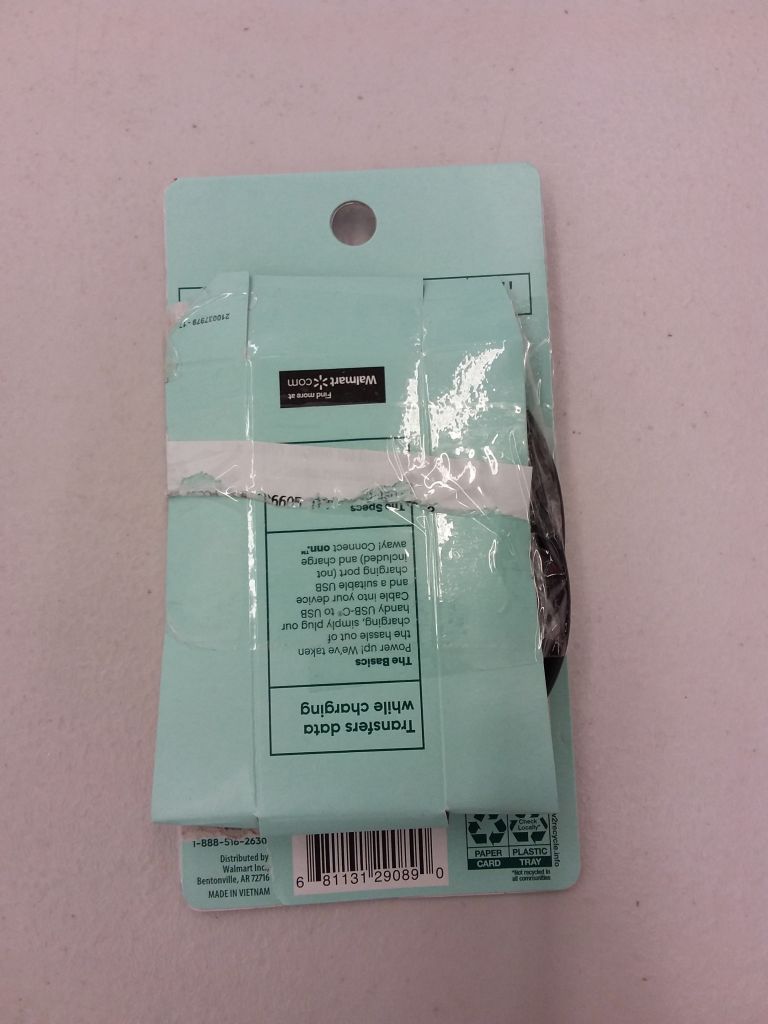 210037979-17
Find more at
Walmart.com
The Specs
Transfers data
while charging
The Basics
Power up! We've taken
the hassle out of
charging, simply plug our
handy USB-C® to USB
Cable into your device
and a suitable USB
charging port (not
included) and charge
away! Connect onn.™
1-888-516-2630
Distributed by
Walmart Inc.,
Bentonville, AR 72716
MADE IN VIETNAM
6 81131 29089 0
Check
Locally*
PAPER
CARD
PLASTIC
TRAY
*Not recycled in
all communities